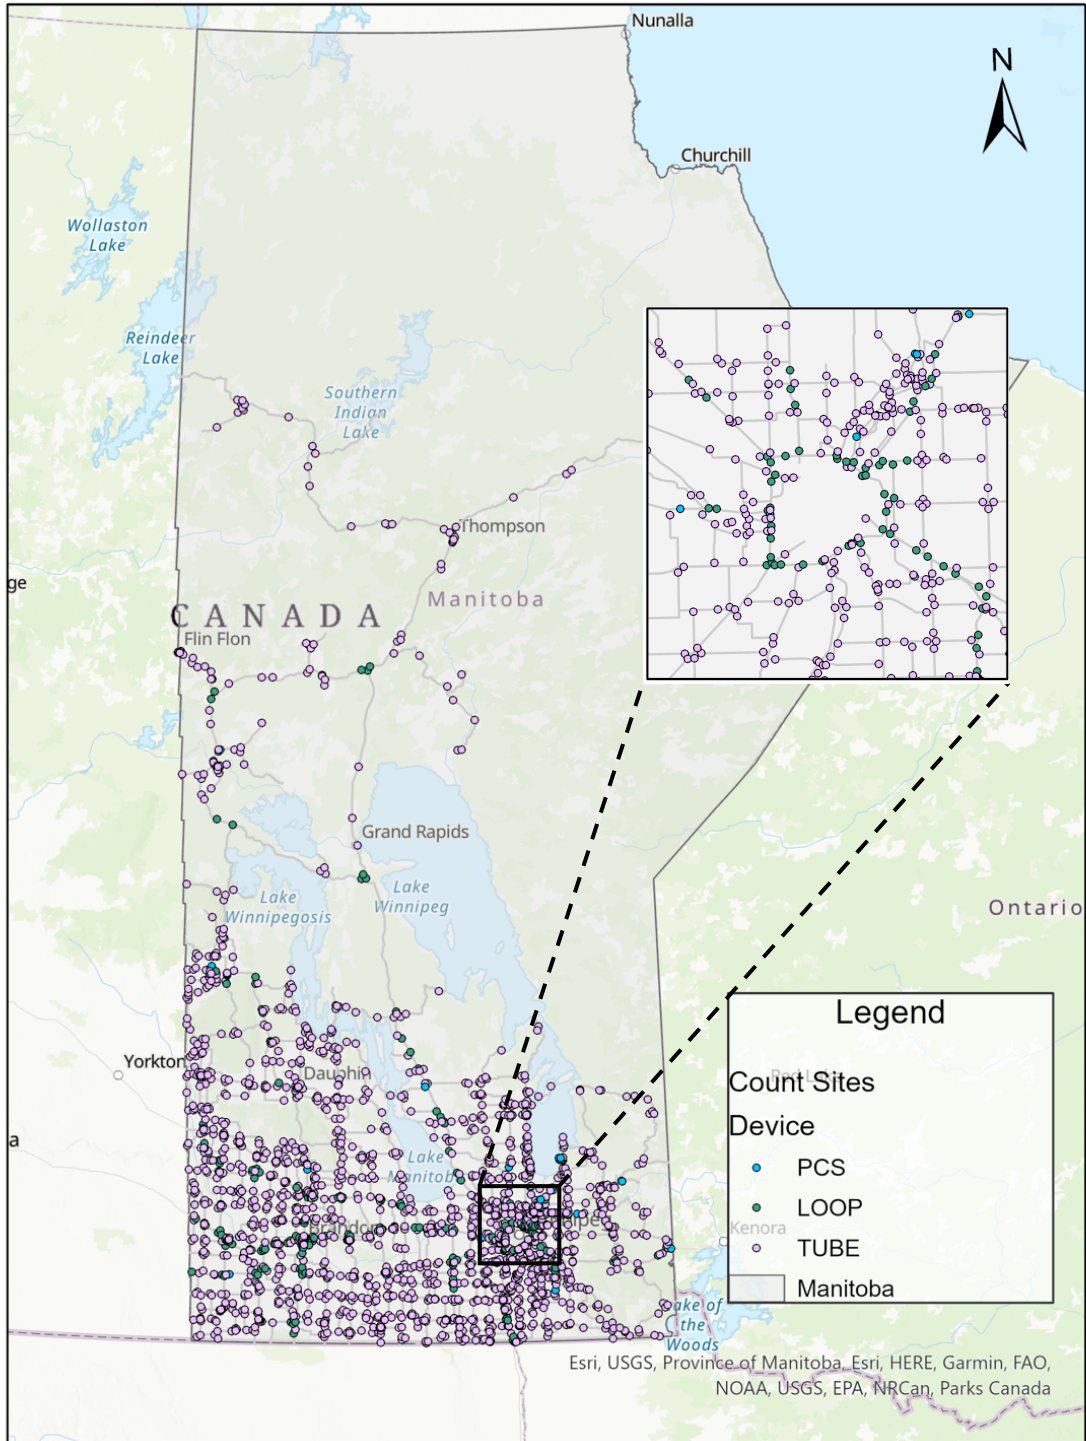 Nunalla
N
Churchill
Wollaston
Lake
Reindeer
Lake
Southern
Indian
Lake
Thompson
ge
Manitoba
CANADA
Flin Flon
Grand Rapids
Lake
Winnipegosis
Lake
Winnipeg
Ontario
Legend
Yorkton
Dauphin
Count Sites
Device
a
PCS
Lake
Manitoba
LOOP
Brandon
Kenora
TUBE
Manitoba
Lake of
the
Woods
Esri, USGS, Province of Manitoba, Esri, HERE, Garmin, FAO,
NOAA, USGS, EPA, NRCan, Parks Canada